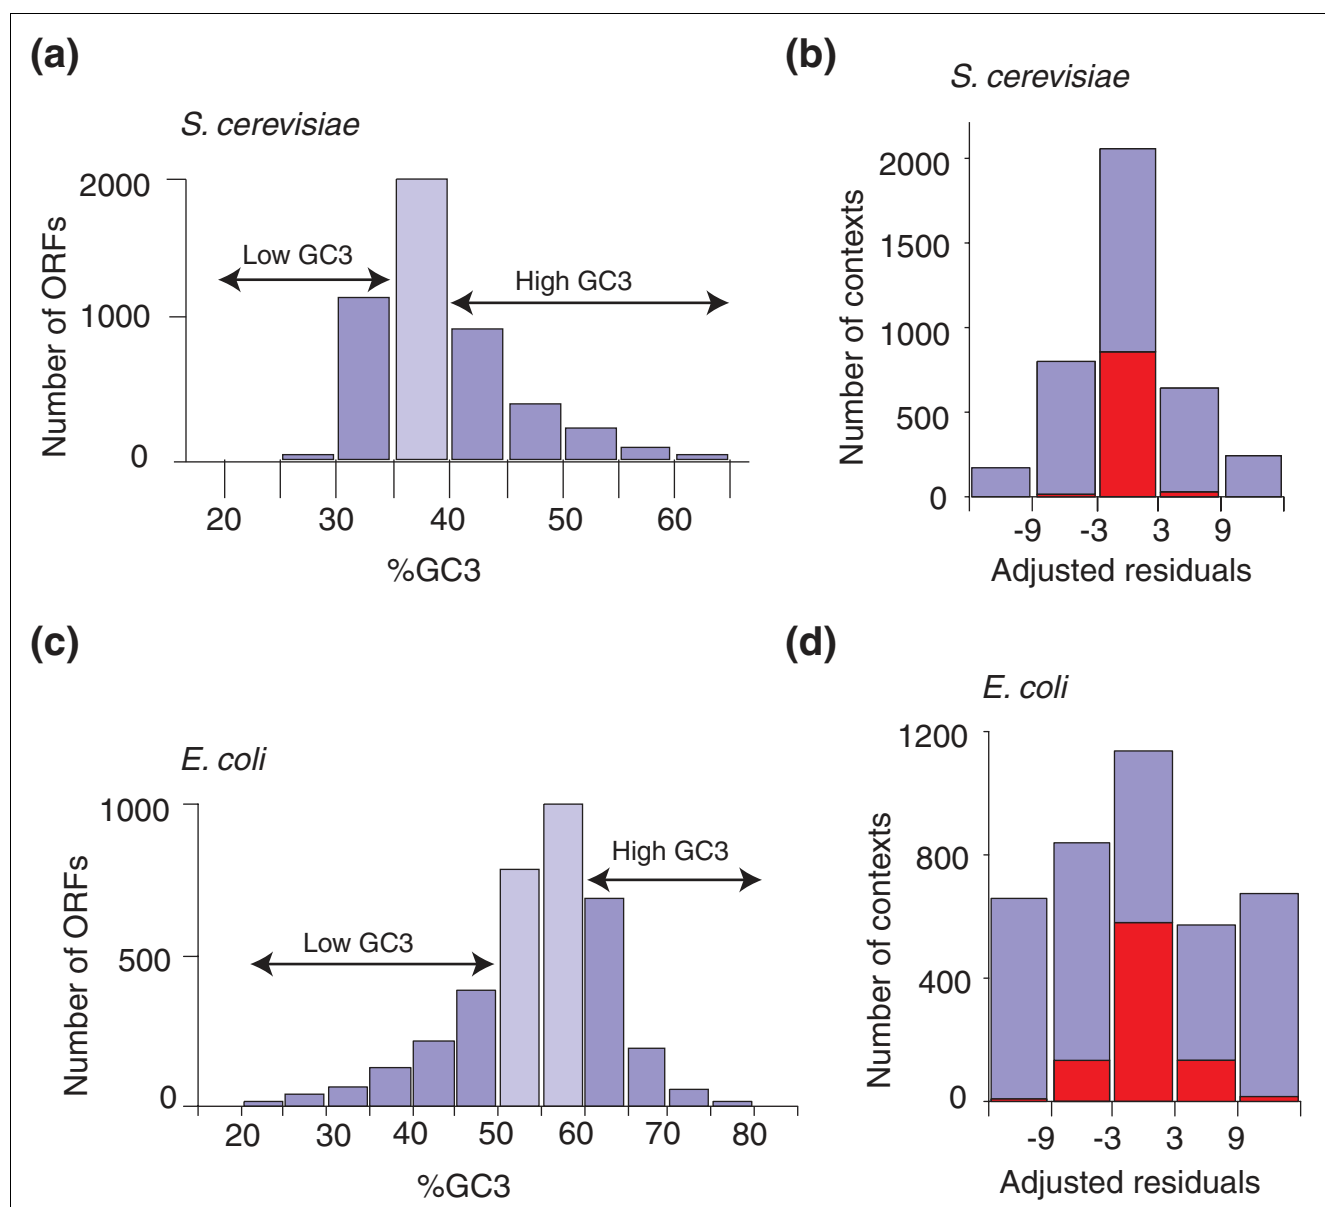 (a)
S. cerevisiae
Number of ORFs
2000
1000
0
Low GC3
High GC3
20 30 40 50 60
%GC3
(b)
S. cerevisiae
Number of contexts
2000
1500
1000
500
0
-9 -3 3 9
Adjusted residuals
(c)
E. coli
Number of ORFs
1000
500
0
Low GC3
High GC3
20 30 40 50 60 70 80
%GC3
(d)
E. coli
Number of contexts
1200
800
400
0
-9 -3 3 9
Adjusted residuals